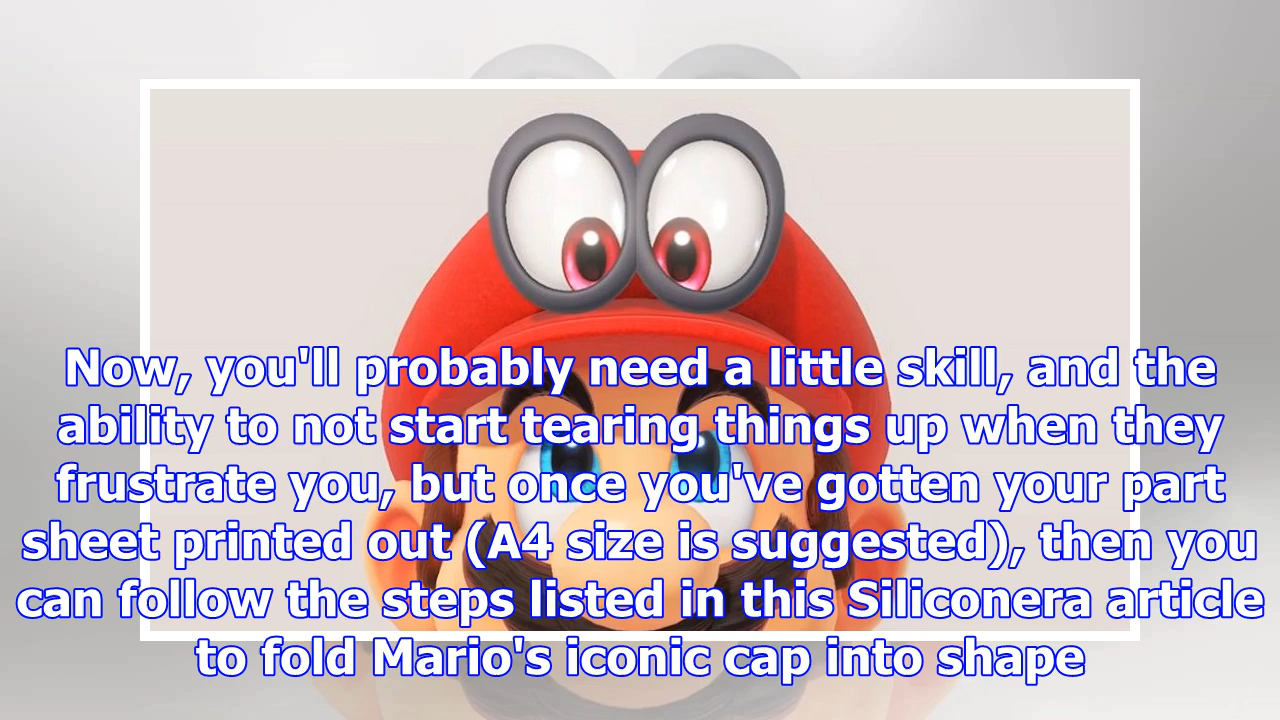 Now, you'll probably need a little skill, and the
ability to not start tearing things up when they
frustrate you, but once you've gotten your part
sheet printed out (A4 size is suggested), then you
can follow the steps listed in this Siliconera article
to fold Mario's iconic cap into shape